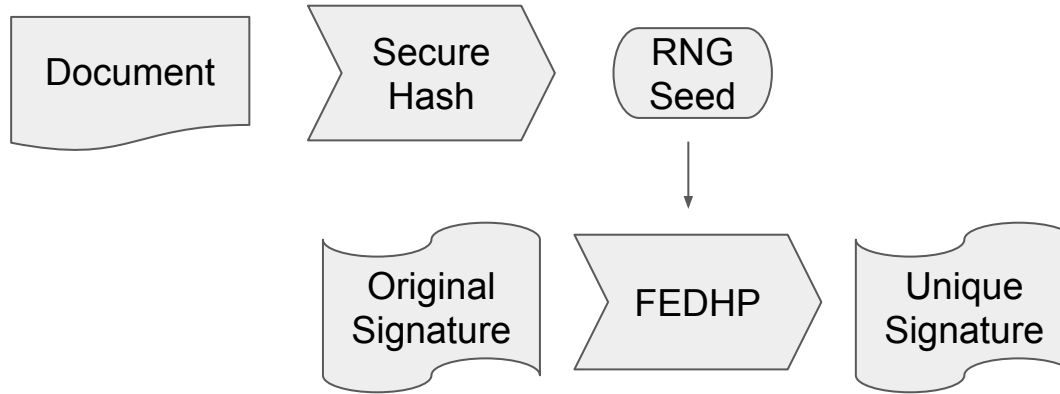 Document
Secure
Hash
RNG
Seed
Original
Signature
FEDHP
Unique
Signature